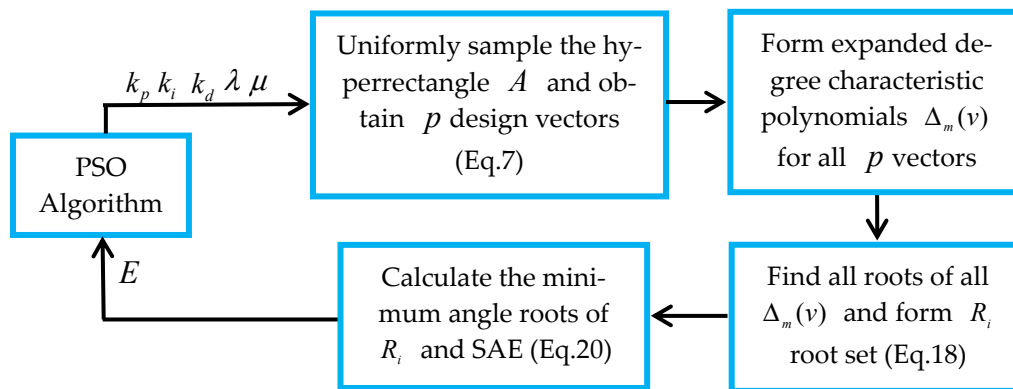 k_p k_i k_d λ μ
PSO
Algorithm
Uniformly sample the hy-
perrectangle A and ob-
tain p design vectors
(Eq.7)
Form expanded de-
gree characteristic
polynomials Δ_m(v)
for all p vectors
Find all roots of all
Δ_m(v) and form R_i
root set (Eq.18)
Calculate the mini-
mum angle roots of
R_i and SAE (Eq.20)
E